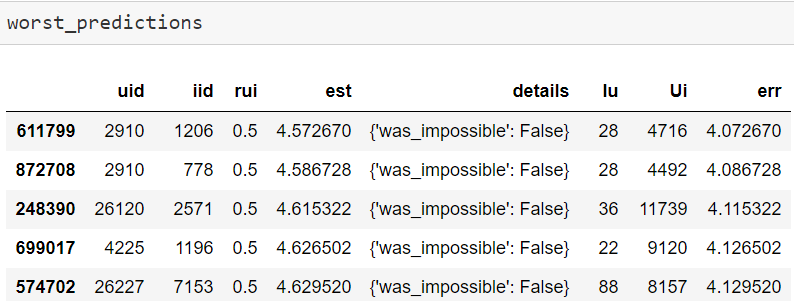 worst_predictions
uid iid rui est details Iu Ui err
611799 2910 1206 0.5 4.572670 {'was_impossible': False} 28 4716 4.072670
872708 2910 778 0.5 4.586728 {'was_impossible': False} 28 4492 4.086728
248390 26120 2571 0.5 4.615322 {'was_impossible': False} 36 11739 4.115322
699017 4225 1196 0.5 4.626502 {'was_impossible': False} 22 9120 4.126502
574702 26227 7153 0.5 4.629520 {'was_impossible': False} 88 8157 4.129520